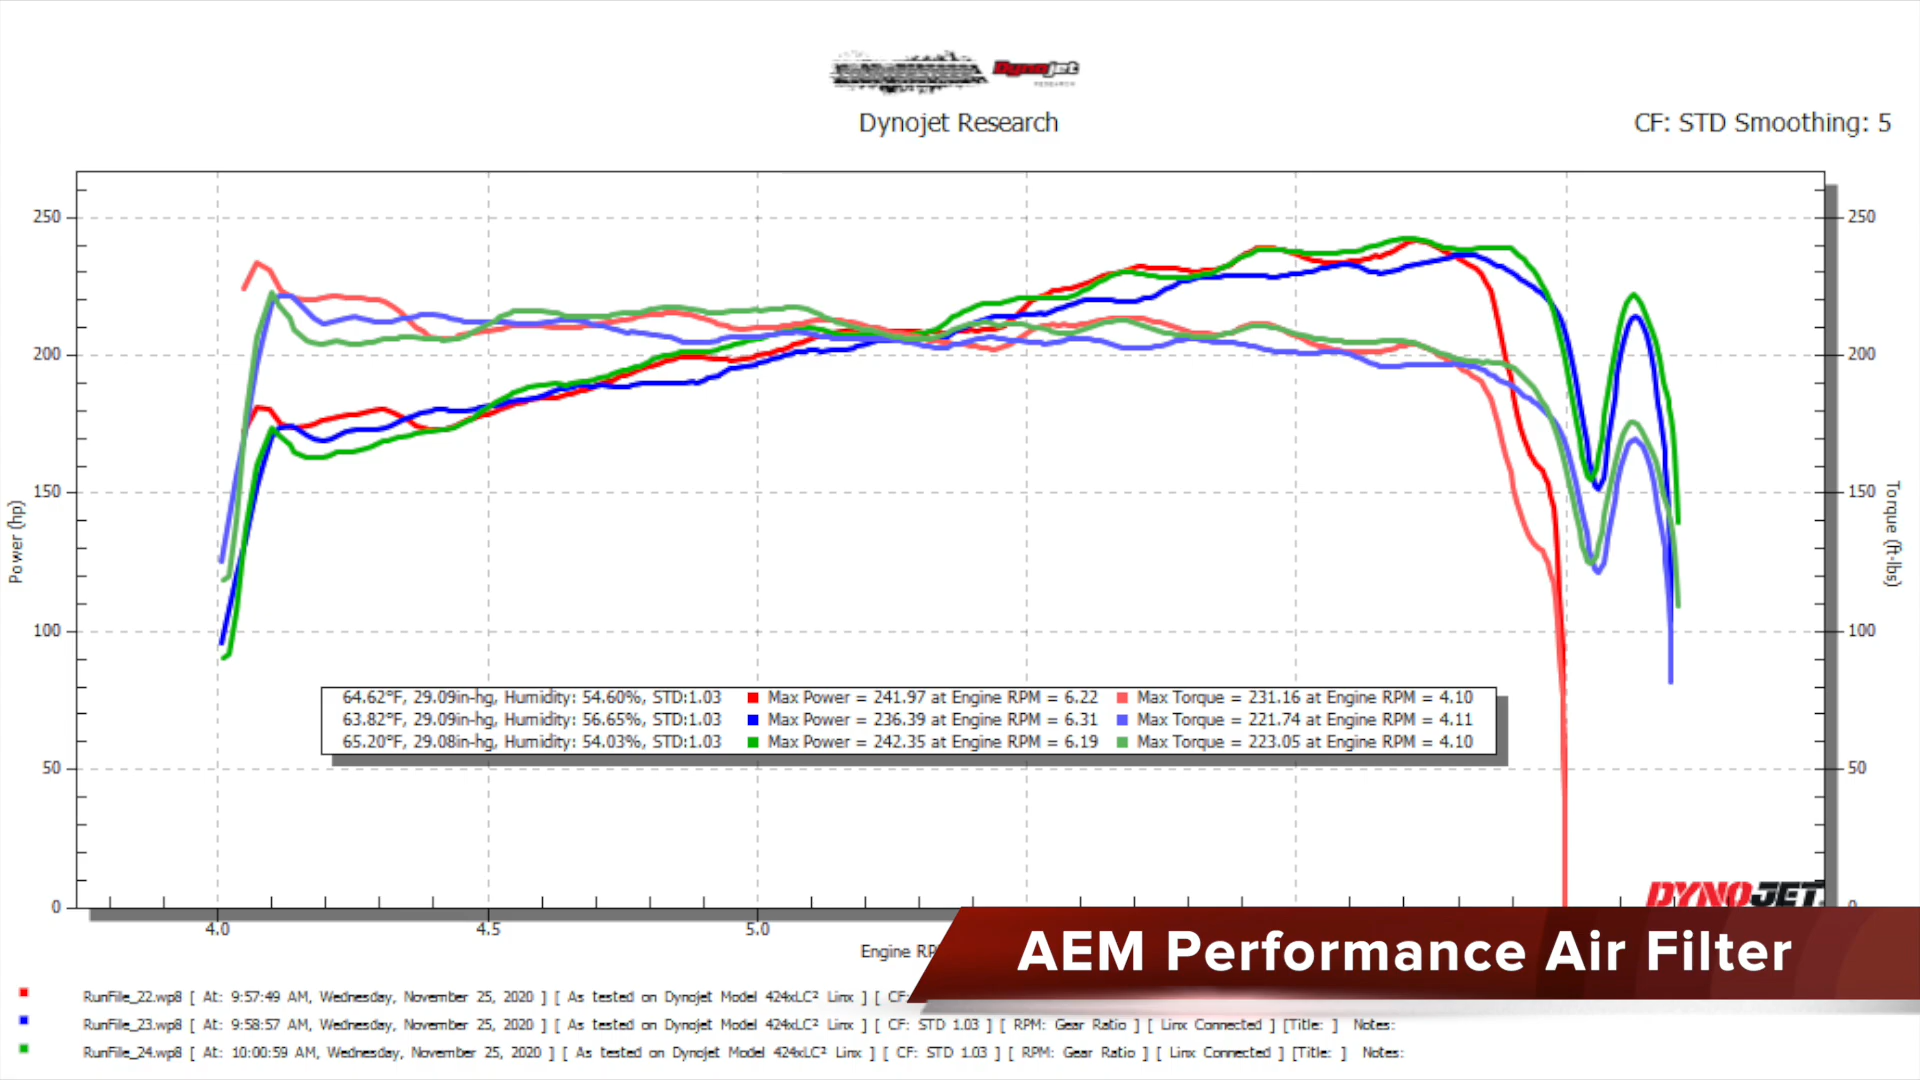 Dynojet
RESEARCH
Dynojet Research
CF: STD Smoothing: 5
250
250
200
200
150
150
Power (hp)
Torque (ft-lbs)
100
100
64.62°F, 29.09in-hg, Humidity: 54.60%, STD:1.03 Max Power = 241.97 at Engine RPM = 6.22 Max Torque = 231.16 at Engine RPM = 4.10
63.82°F, 29.09in-hg, Humidity: 56.65%, STD:1.03 Max Power = 236.39 at Engine RPM = 6.31 Max Torque = 221.74 at Engine RPM = 4.11
65.20°F, 29.08in-hg, Humidity: 54.03%, STD:1.03 Max Power = 242.35 at Engine RPM = 6.19 Max Torque = 223.05 at Engine RPM = 4.10
50
50
DYNOJET
0
0
4.0 4.5 5.0
Engine RP
AEM Performance Air Filter
RunFile_22.wp8 [ At: 9:57:49 AM, Wednesday, November 25, 2020 ] [ As tested on Dynojet Model 424xLC² Linx ] [ CF:
RunFile_23.wp8 [ At: 9:58:57 AM, Wednesday, November 25, 2020 ] [ As tested on Dynojet Model 424xLC² Linx ] [ CF: STD 1.03 ] [ RPM: Gear Ratio ] [ Linx Connected ] [Title: ] Notes:
RunFile_24.wp8 [ At: 10:00:59 AM, Wednesday, November 25, 2020 ] [ As tested on Dynojet Model 424xLC² Linx ] [ CF: STD 1.03 ] [ RPM: Gear Ratio ] [ Linx Connected ] [Title: ] Notes: